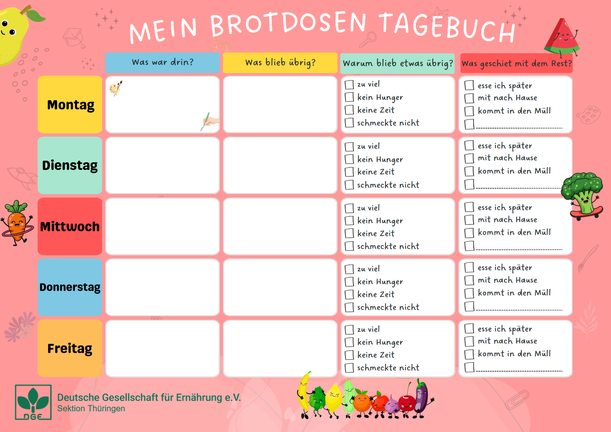 MEIN BROTDOSEN TAGEBUCH
Was war drin?
Was blieb übrig?
Warum blieb etwas übrig?
Was geschiet mit dem Rest?
Montag
zu viel
kein Hunger
keine Zeit
schmeckte nicht
esse ich später
mit nach Hause
kommt in den Müll
Dienstag
zu viel
kein Hunger
keine Zeit
schmeckte nicht
esse ich später
mit nach Hause
kommt in den Müll
Mittwoch
zu viel
kein Hunger
keine Zeit
schmeckte nicht
esse ich später
mit nach Hause
kommt in den Müll
Donnerstag
zu viel
kein Hunger
keine Zeit
schmeckte nicht
esse ich später
mit nach Hause
kommt in den Müll
Freitag
zu viel
kein Hunger
keine Zeit
schmeckte nicht
esse ich später
mit nach Hause
kommt in den Müll
DGE
Deutsche Gesellschaft für Ernährung e.V.
Sektion Thüringen